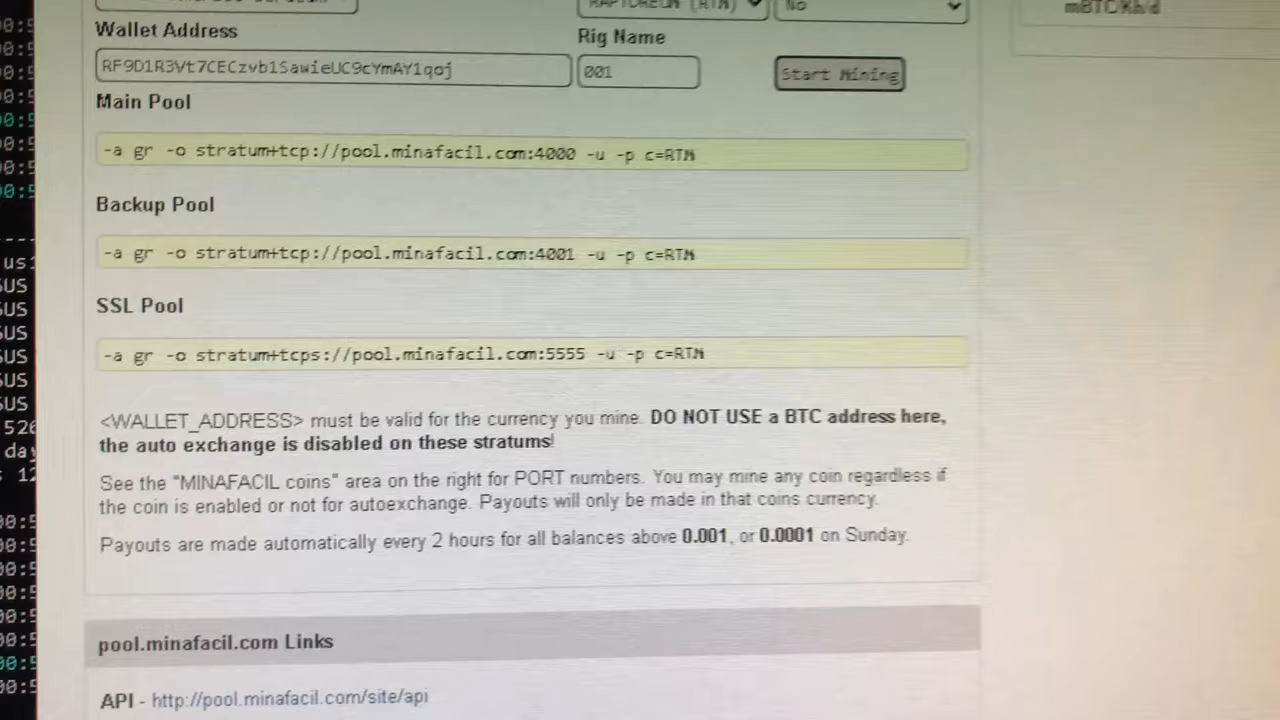 RAPTOREUM (RTM) No
mBTC/Kh/d
Wallet Address
Rig Name
RF9D1R3Vt7CECzvb1SawieUC9cYmAY1qoj
001
Start Mining
Main Pool
-a gr -o stratum+tcp://pool.minafacil.com:4000 -u -p c=RTM
Backup Pool
-a gr -o stratum+tcp://pool.minafacil.com:4001 -u -p c=RTM
SSL Pool
-a gr -o stratum+tcps://pool.minafacil.com:5555 -u -p c=RTM
<WALLET_ADDRESS> must be valid for the currency you mine. DO NOT USE a BTC address here,
the auto exchange is disabled on these stratums!
See the "MINAFACIL coins" area on the right for PORT numbers. You may mine any coin regardless if
the coin is enabled or not for autoexchange. Payouts will only be made in that coins currency.
Payouts are made automatically every 2 hours for all balances above 0.001, or 0.0001 on Sunday.
pool.minafacil.com Links
API - http://pool.minafacil.com/site/api